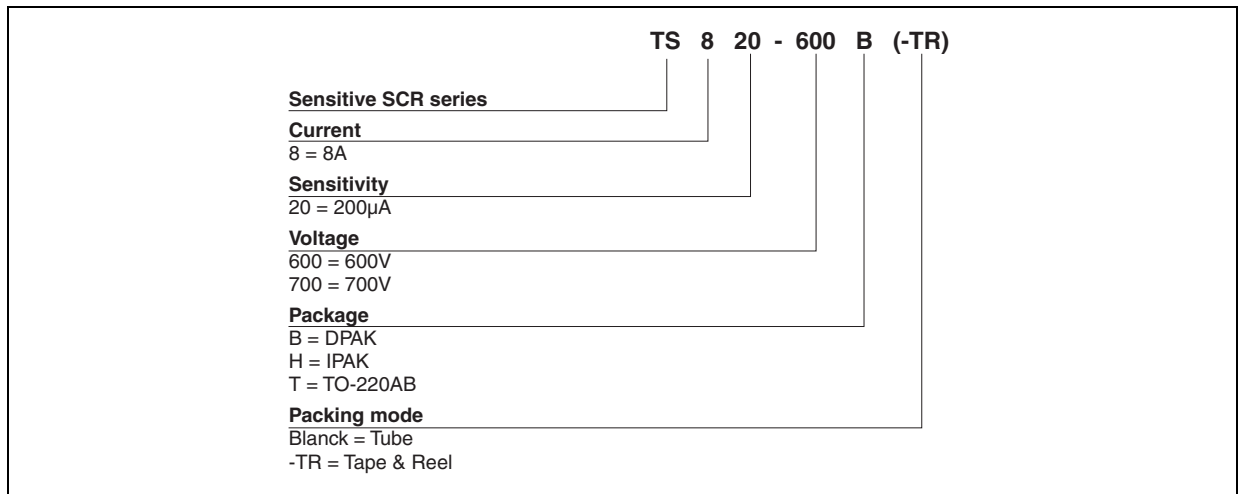 TS 8 20 - 600 B (-TR)
Sensitive SCR series
Current
8 = 8A
Sensitivity
20 = 200µA
Voltage
600 = 600V
700 = 700V
Package
B = DPAK
H = IPAK
T = TO-220AB
Packing mode
Blanck = Tube
-TR = Tape & Reel